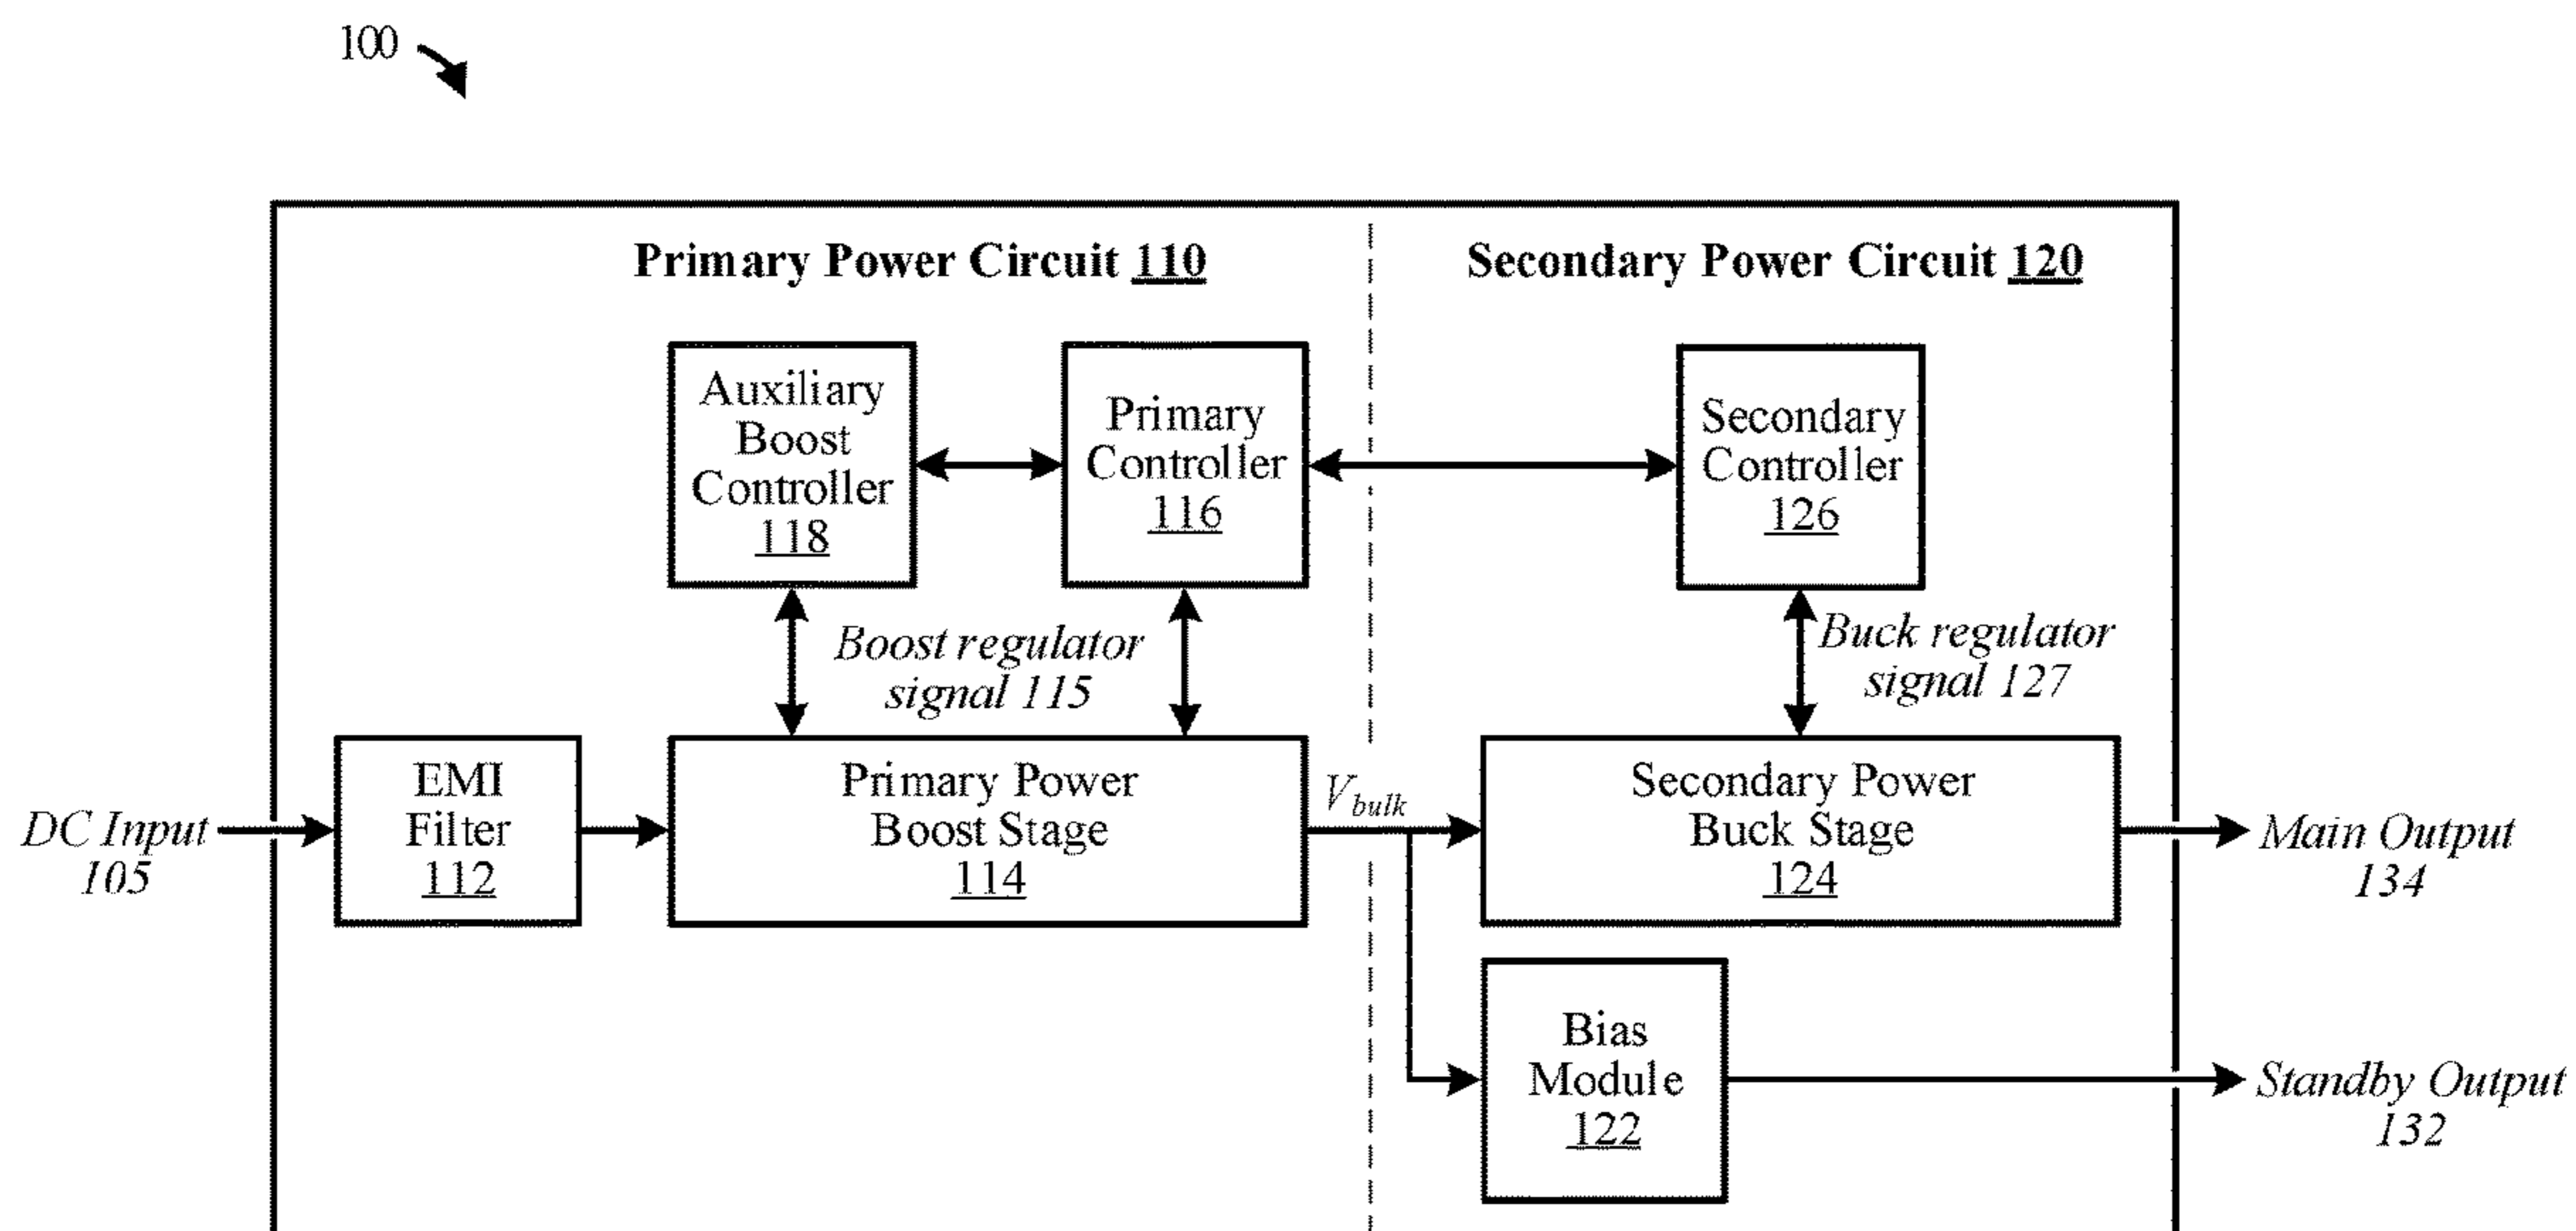 100
Primary Power Circuit 110
Secondary Power Circuit 120
Auxiliary
Boost
Controller
118
Primary
Controller
116
Secondary
Controller
126
Boost regulator
signal 115
Buck regulator
signal 127
DC Input
105
EMI
Filter
112
Primary Power
Boost Stage
114
Vbulk
Secondary Power
Buck Stage
124
Main Output
134
Bias
Module
122
Standby Output
132